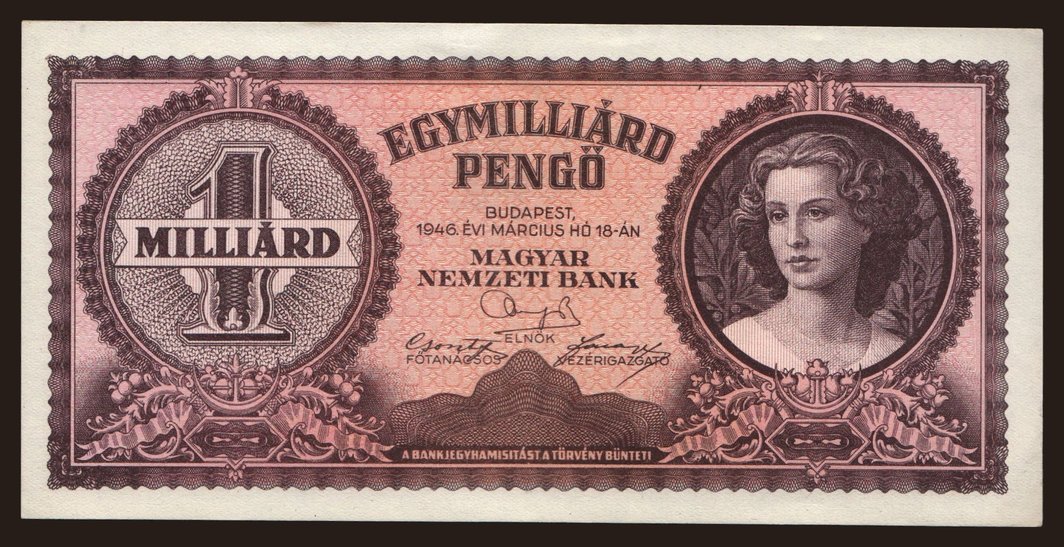 1
MILLIÁRD
EGYMILLIÁRD
PENGŐ
BUDAPEST,
1946. ÉVI MÁRCIUS HÓ 18-ÁN
MAGYAR
NEMZETI BANK
ELNÖK
FŐTANÁCSOS VEZÉRIGAZGATÓ
A BANKJEGYHAMISITÁST A TÖRVÉNY BÜNTETI